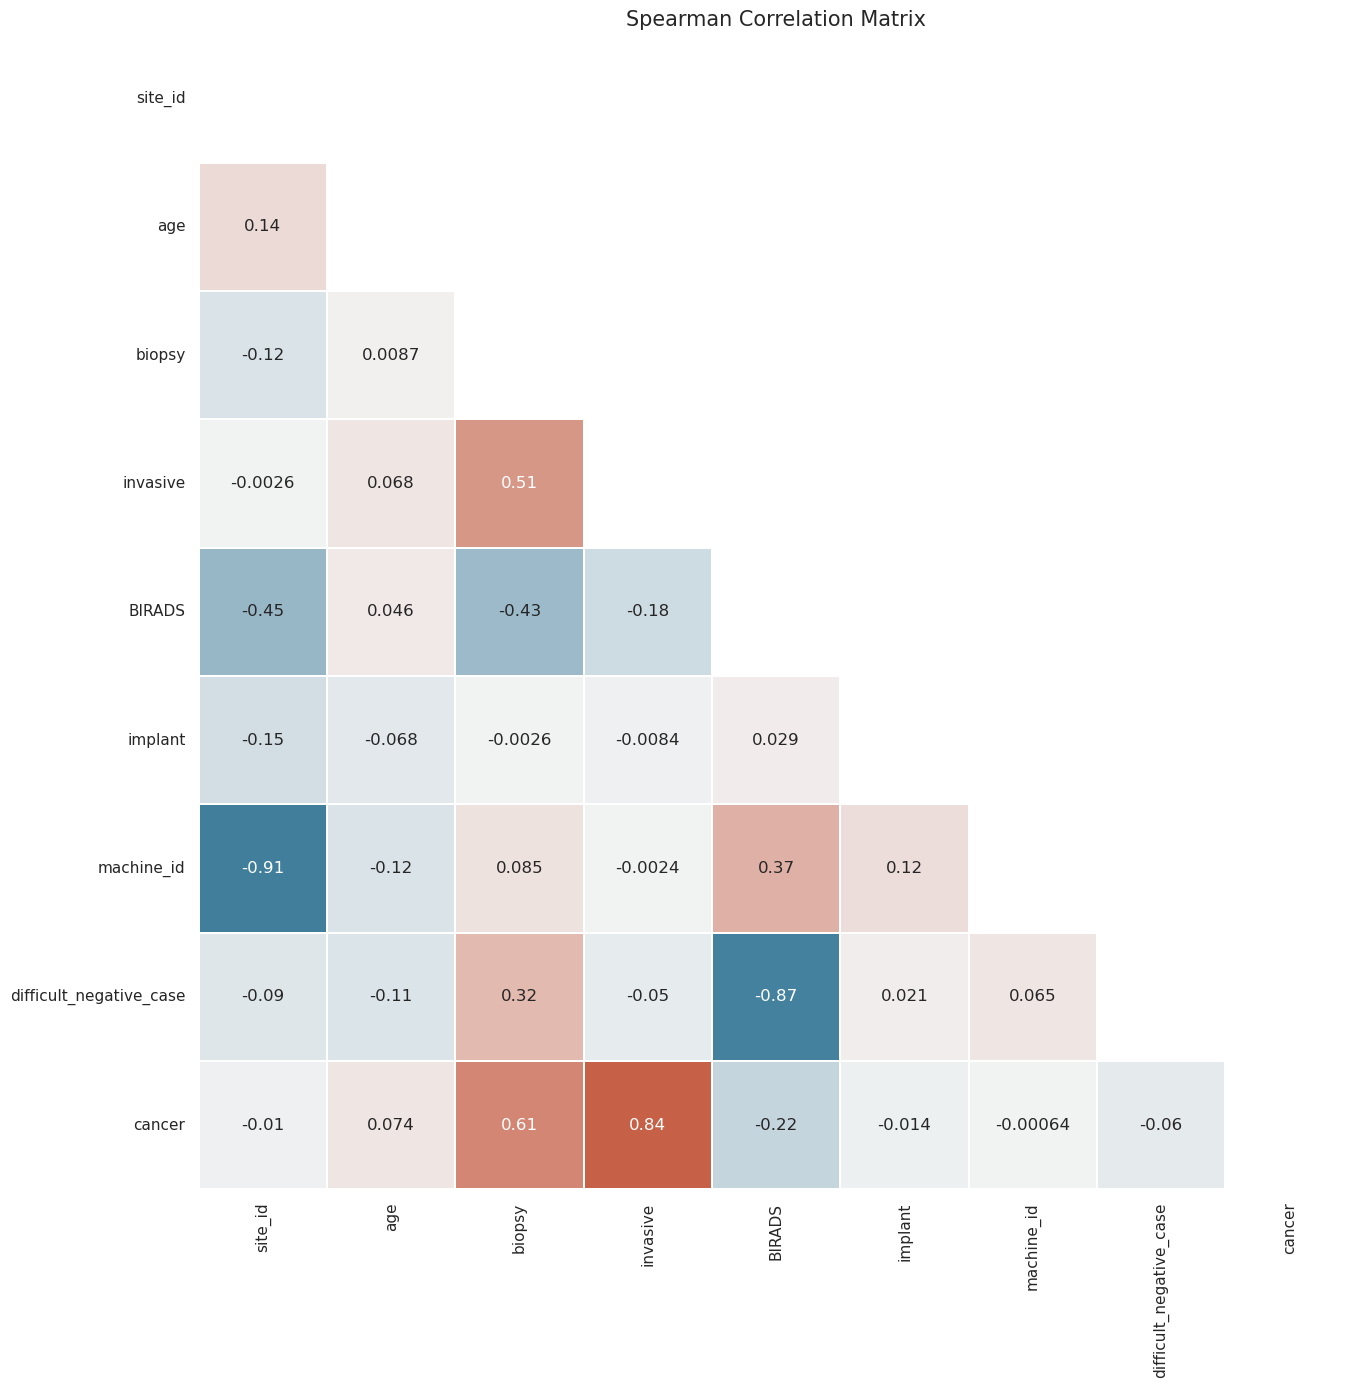 Spearman Correlation Matrix
site_id
age 0.14
biopsy -0.12 0.0087
invasive -0.0026 0.068 0.51
BIRADS -0.45 0.046 -0.43 -0.18
implant -0.15 -0.068 -0.0026 -0.0084 0.029
machine_id -0.91 -0.12 0.085 -0.0024 0.37 0.12
difficult_negative_case -0.09 -0.11 0.32 -0.05 -0.87 0.021 0.065
cancer -0.01 0.074 0.61 0.84 -0.22 -0.014 -0.00064 -0.06
site_id age biopsy invasive BIRADS implant machine_id difficult_negative_case cancer